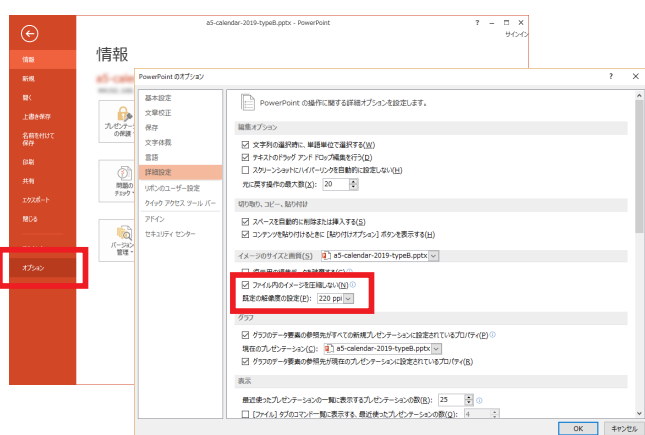 a5-calendar-2019-typeB.pptx - PowerPoint
サインイン
情報
新規
開く
上書き保存
名前を付けて
保存
印刷
共有
エクスポート
閉じる
オプション
情報
プレゼンテー
の保護
問題の
チェック
バージョン
管理
PowerPoint のオプション
基本設定
文章校正
保存
文字体裁
言語
詳細設定
リボンのユーザー設定
クイック アクセス ツール バー
アドイン
セキュリティ センター
PowerPoint の操作に関する詳細オプションを設定します。
編集オプション
文字列の選択時に、単語単位で選択する(W)
テキストのドラッグ アンド ドロップ編集を行う(D)
スクリーンショットにハイパーリンクを自動的に設定しない(H)
元に戻す操作の最大数(X): 20
切り取り、コピー、貼り付け
スペースを自動的に削除または挿入する(S)
コンテンツを貼り付けるときに [貼り付けオプション] ボタンを表示する(H)
イメージのサイズと画質(S) a5-calendar-2019-typeB.pptx
ファイル内のイメージを圧縮しない(N)
既定の解像度の設定(P): 220 ppi
グラフ
グラフのデータ要素の参照先がすべての新規プレゼンテーションに設定されているプロパティ(P)
現在のプレゼンテーション(C): a5-calendar-2019-typeB.pptx
グラフのデータ要素の参照先が現在のプレゼンテーションに設定されているプロパティ(R)
表示
最近使ったプレゼンテーションの一覧に表示するプレゼンテーションの数(R): 25
[ファイル] タブのコマンド一覧に表示する、最近使ったプレゼンテーションの数(Q): 4
OK
キャンセル